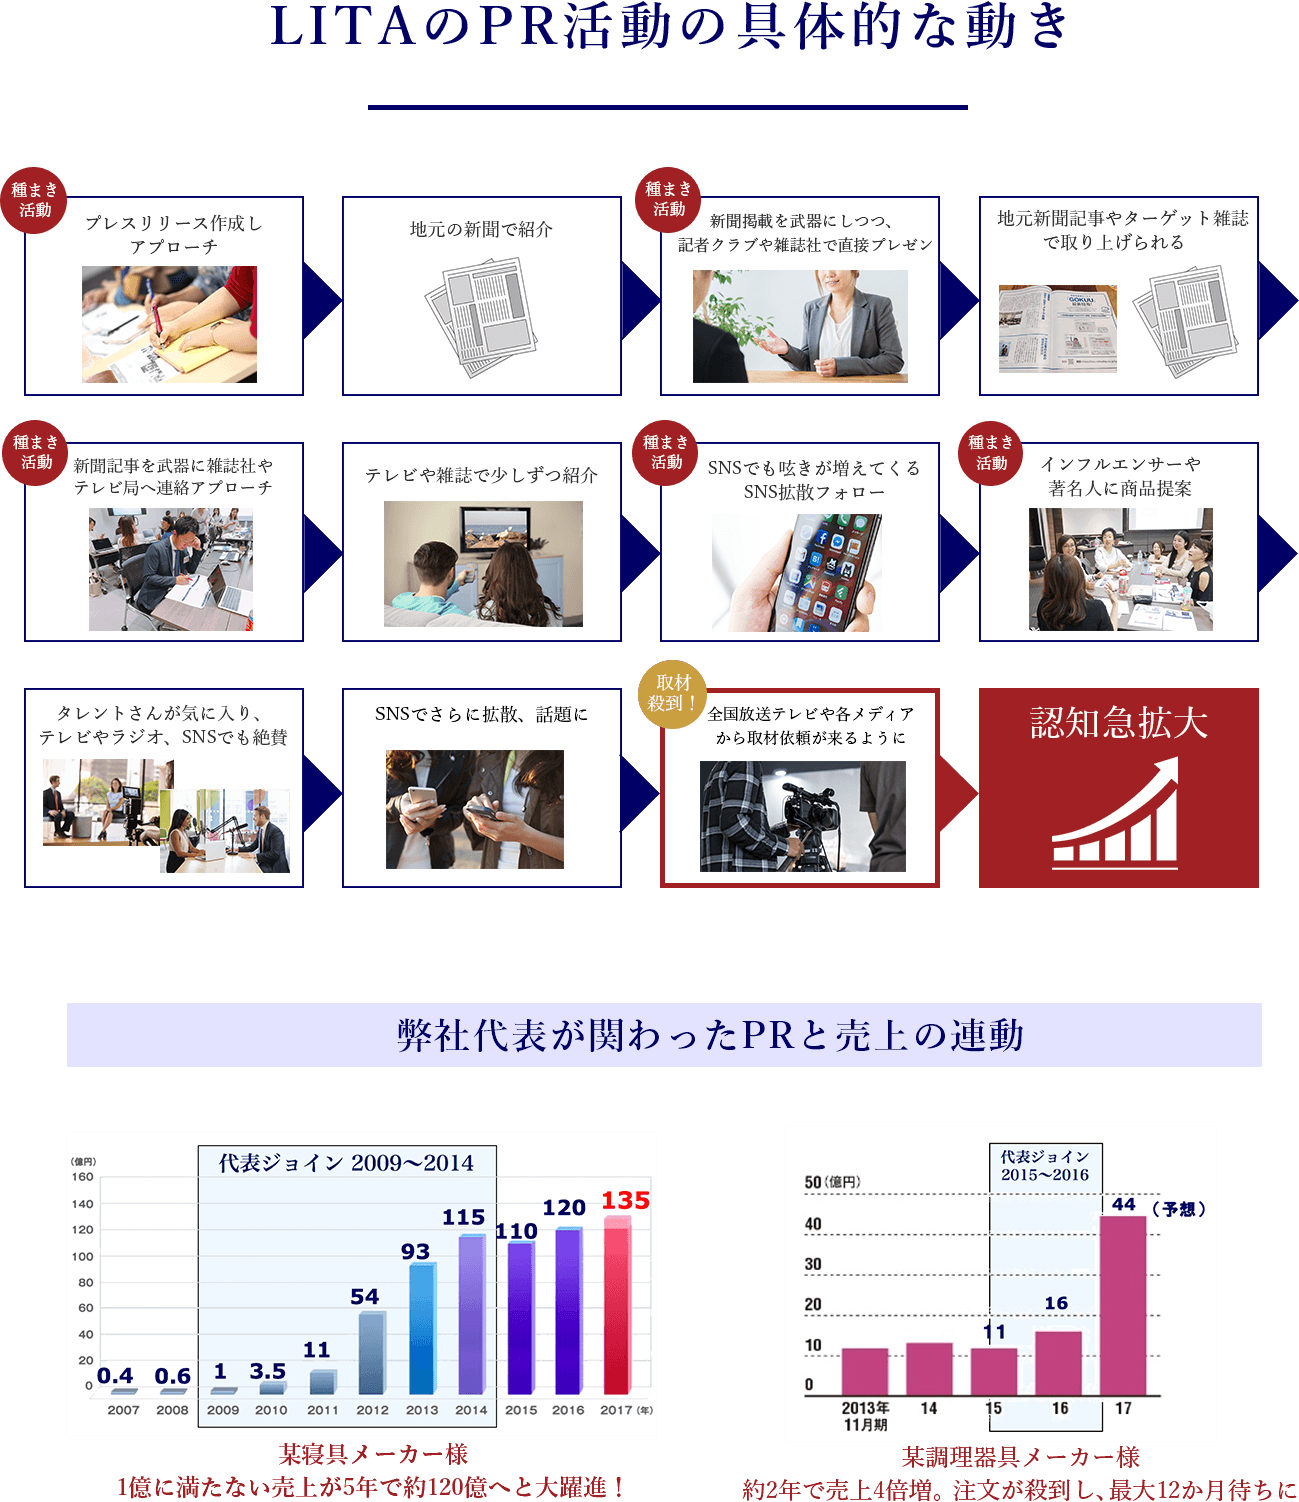 LITAのPR活動の具体的な動き
種まき
活動
プレスリリース作成し
アプローチ
地元の新聞で紹介
種まき
活動
新聞掲載を武器にしつつ、
記者クラブや雑誌社で直接プレゼン
地元新聞記事やターゲット雑誌
で取り上げられる
GOKUU
種まき
活動
新聞記事を武器に雑誌社や
テレビ局へ連絡アプローチ
テレビや雑誌で少しずつ紹介
種まき
活動
SNSでも呟きが増えてくる
SNS拡散フォロー
種まき
活動
インフルエンサーや
著名人に商品提案
タレントさんが気に入り、
テレビやラジオ、SNSでも絶賛
SNSでさらに拡散、話題に
取材
殺到！
全国放送テレビや各メディア
から取材依頼が来るように
認知急拡大
弊社代表が関わったPRと売上の連動
（億円）
代表ジョイン 2009〜2014
160
140
120
100
80
60
40
20
0
0.4
0.6
1
3.5
11
54
93
115
110
120
135
2007
2008
2009
2010
2011
2012
2013
2014
2015
2016
2017（年）
某寝具メーカー様
1億に満たない売上が5年で約120億へと大躍進！
代表ジョイン
2015〜2016
50（億円）
40
30
20
10
0
11
16
44（予想）
2013年
11月期
14
15
16
17
某調理器具メーカー様
約2年で売上4倍増。注文が殺到し、最大12か月待ちに